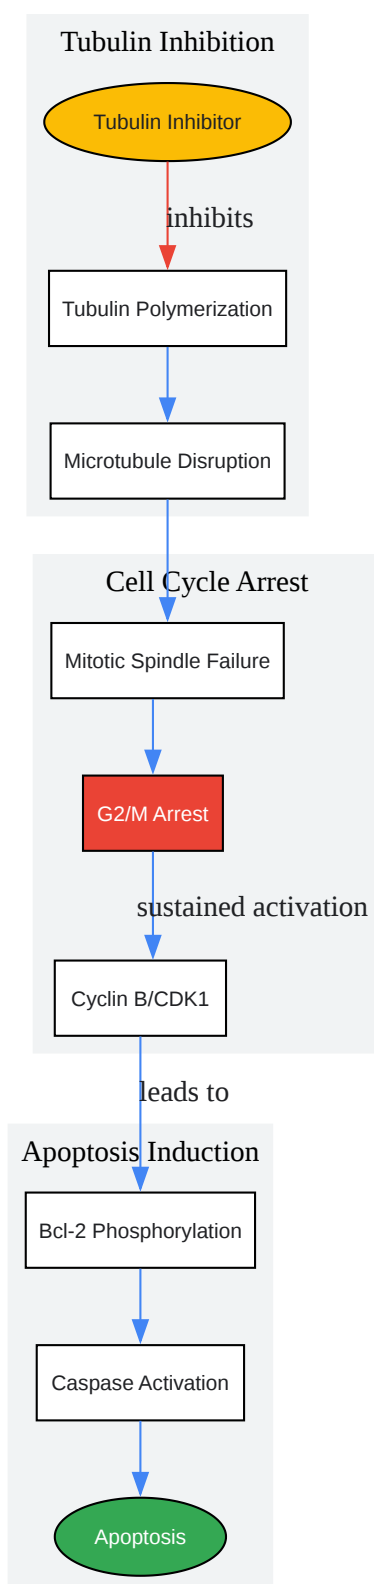 Tubulin Inhibition
Tubulin Inhibitor
inhibits
Tubulin Polymerization
Microtubule Disruption
Cell Cycle Arrest
Mitotic Spindle Failure
G2/M Arrest
sustained activation
Cyclin B/CDK1
leads to
Apoptosis Induction
Bcl-2 Phosphorylation
Caspase Activation
Apoptosis